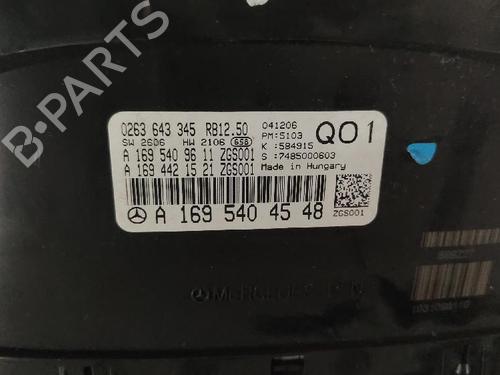 0263 643 345 RB12.50 041206 Q01
SW 2606 HW 2106 658 PM:5103
A 169 540 96 11 ZGS001 K :584915
A 169 442 15 21 ZGS001 S :7485000603
Made in Hungary
A 169 540 45 48 ZGS001
B-PARTS